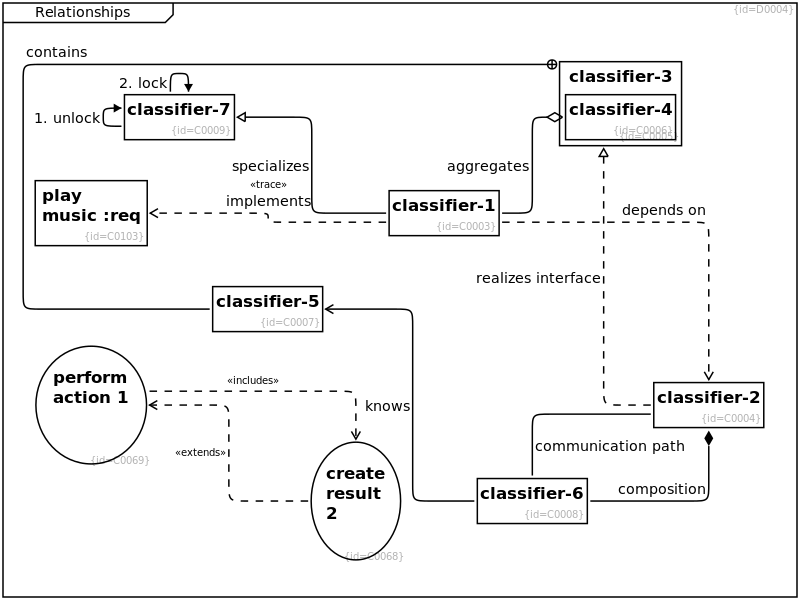 Relationships
{id=D0004}
contains
classifier-3
2. lock
classifier-7
classifier-4
1. unlock
{id=C0009}
{id=C0006}
{id=C0005}
specializes
aggregates
«trace»
play
music :req
implements
classifier-1
depends on
{id=C0103}
{id=C0003}
realizes interface
classifier-5
{id=C0007}
perform
action 1
«includes»
knows
classifier-2
{id=C0004}
«extends»
communication path
{id=C0069}
create
result
2
classifier-6
composition
{id=C0008}
{id=C0068}